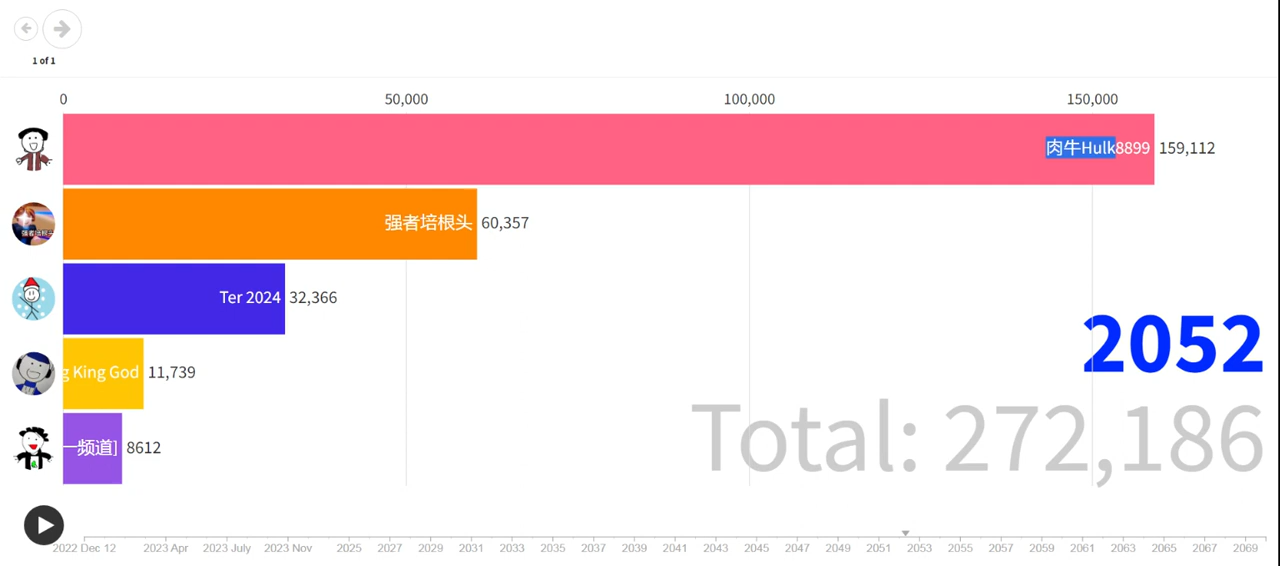 1 of 1
0 50,000 100,000 150,000
肉牛Hulk8899 159,112
强者培根头 60,357
Ter 2024 32,366
g King God 11,739
一频道] 8612
2052
Total: 272,186
2022 Dec 12 2023 Apr 2023 July 2023 Nov 2025 2027 2029 2031 2033 2035 2037 2039 2041 2043 2045 2047 2049 2051 2053 2055 2057 2059 2061 2063 2065 2067 2069